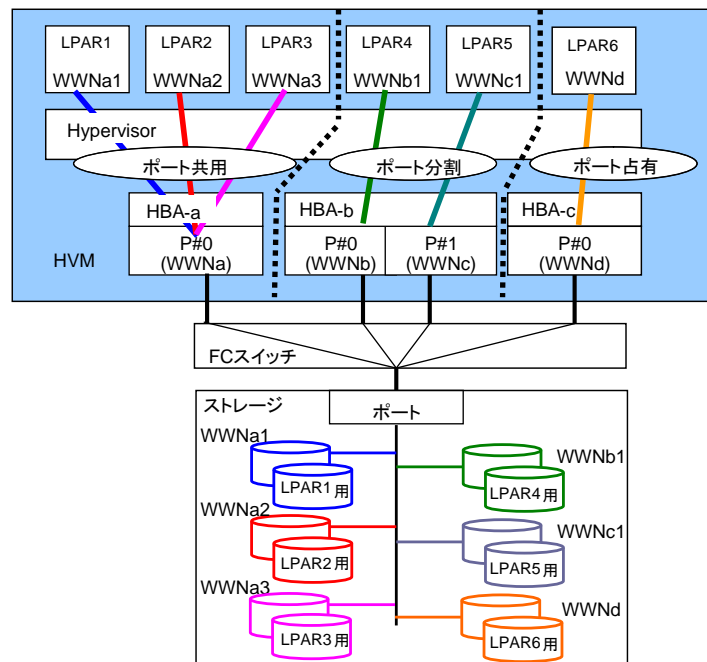 LPAR1
WWNa1
LPAR2
WWNa2
LPAR3
WWNa3
LPAR4
WWNb1
LPAR5
WWNc1
LPAR6
WWNd
Hypervisor
ポート共用
ポート分割
ポート占有
HBA-a
HBA-b
HBA-c
P#0
(WWNa)
P#0
(WWNb)
P#1
(WWNc)
P#0
(WWNd)
HVM
FCスイッチ
ストレージ
ポート
WWNa1
LPAR1用
WWNb1
LPAR4用
WWNa2
LPAR2用
WWNc1
LPAR5用
WWNa3
LPAR3用
WWNd
LPAR6用